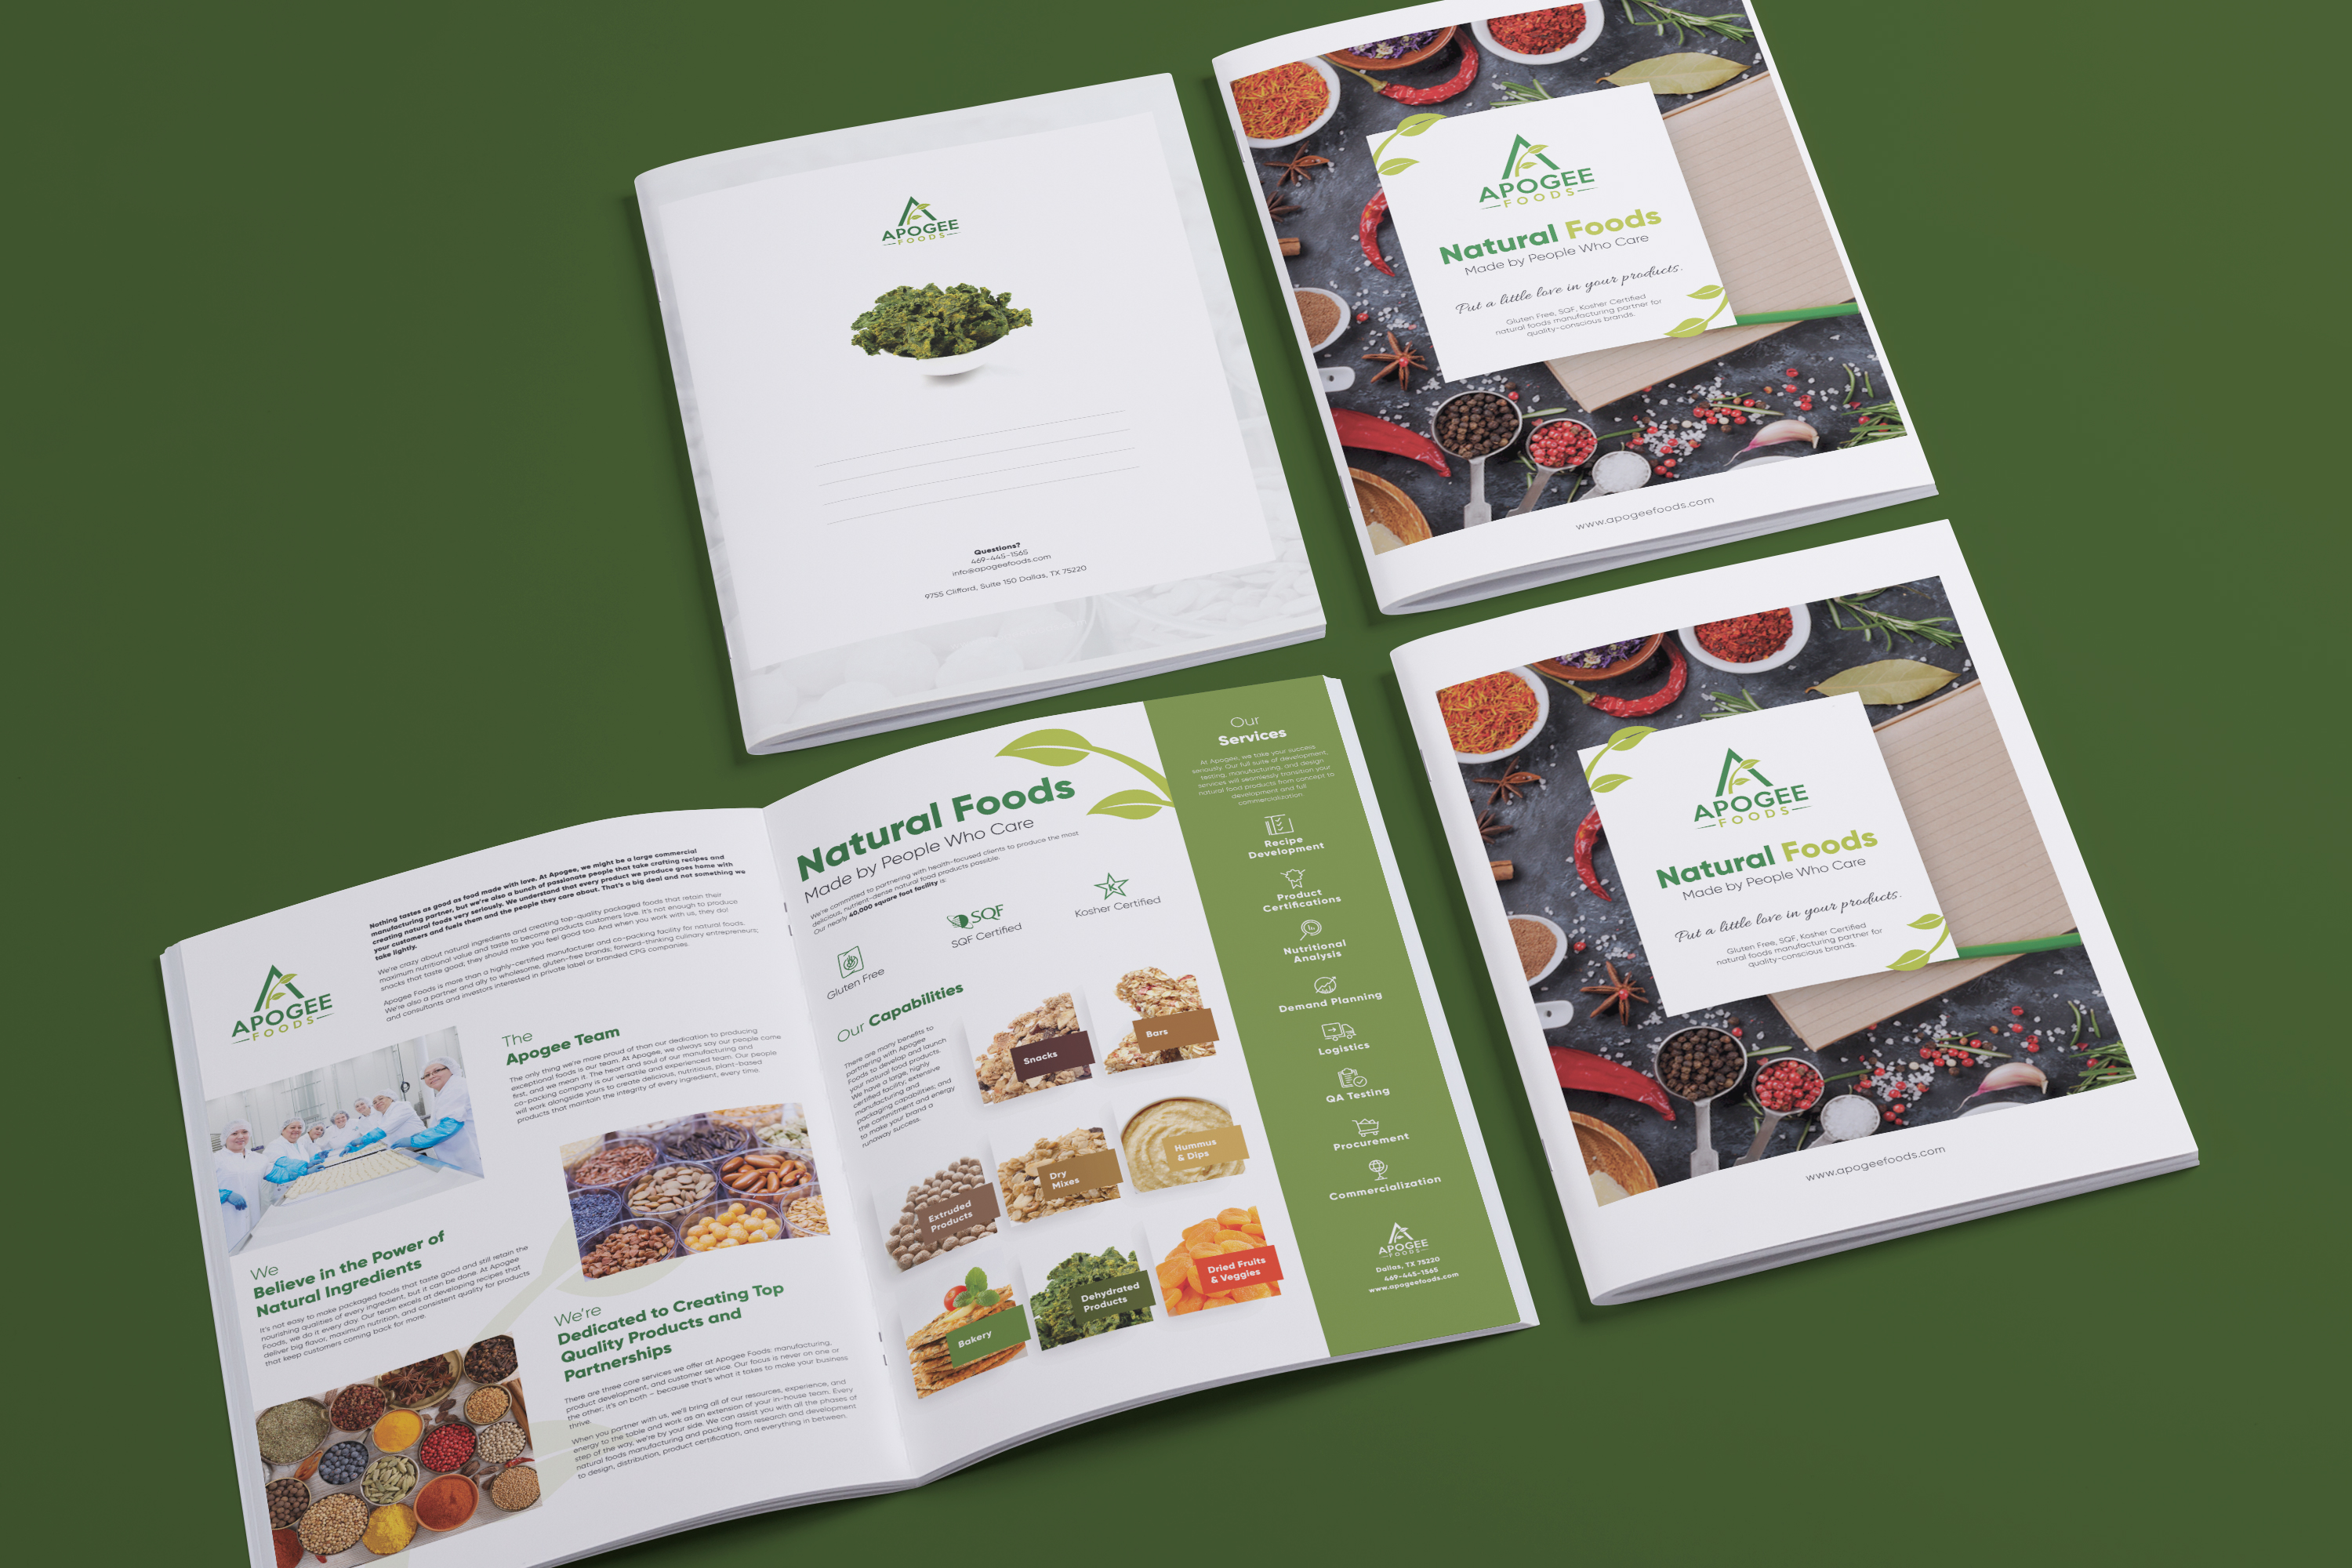 APOGEE
FOODS
Questions?
469-445-1565
info@apogeefoods.com
9755 Clifford, Suite 150 Dallas, TX 75220
APOGEE
FOODS
Natural Foods
Made by People Who Care
Put a little love in your products.
Gluten Free, SQF, Kosher Certified
natural foods manufacturing partner for
quality-conscious brands.
www.apogeefoods.com
APOGEE
FOODS
Natural Foods
Made by People Who Care
Put a little love in your products.
Gluten Free, SQF, Kosher Certified
natural foods manufacturing partner for
quality-conscious brands.
www.apogeefoods.com
APOGEE
FOODS
Nothing tastes as good as food made with love. At Apogee, we might be a large commercial
manufacturing partner, but we're also a bunch of passionate people that take crafting recipes and
creating natural foods very seriously. We understand that every product we produce goes home with
your customers and fuels them and the people they care about. That's a big deal and not something we
take lightly.
We're crazy about natural ingredients and creating top-quality packaged foods that retain their
maximum nutritional value and taste to become products customers love. It's not enough to produce
snacks that taste good; they should make you feel good too. And when you work with us, they do!
Apogee Foods is more than a highly-certified manufacturer and co-packing facility for natural foods.
We're also a partner and ally to wholesome, gluten-free brands; forward-thinking culinary entrepreneurs;
and consultants and investors interested in private label or branded CPG companies.
The
Apogee Team
The only thing we're more proud of than our dedication to producing
exceptional foods is our team. At Apogee, we always say our people come
first, and we mean it. The heart and soul of our manufacturing and
co-packing company is our versatile and experienced team. Our people
will work alongside yours to create delicious, nutritious, plant-based
products that maintain the integrity of every ingredient, every time.
We
Believe in the Power of
Natural Ingredients
It's not easy to make packaged foods that taste good and still retain the
nourishing qualities of every ingredient, but it can be done. At Apogee
Foods, we do it every day. Our team excels at developing recipes that
deliver big flavor, maximum nutrition, and consistent quality for products
that keep customers coming back for more.
We're
Dedicated to Creating Top
Quality Products and
Partnerships
There are three core services we offer at Apogee Foods: manufacturing,
product development, and customer service. Our focus is never on one or
the other; it's on both – because that's what it takes to make your business
thrive.
When you partner with us, we'll bring all of our resources, experience, and
energy to the table and work as an extension of your in-house team. Every
step of the way, we're by your side. We can assist you with all the phases of
natural foods manufacturing and packing from research and development
to design, distribution, product certification, and everything in between.
Natural Foods
Made by People Who Care
We're committed to partnering with health-focused clients to produce the most
delicious, nutrient-dense natural food products possible.
Our nearly 40,000 square foot facility is:
Gluten Free
SQF
SQF Certified
K
Kosher Certified
Our Capabilities
There are many benefits to
partnering with Apogee
Foods to develop and launch
your natural food products.
We have a large, highly
certified facility; extensive
manufacturing and
packaging capabilities; and
the commitment and energy
to make your brand a
runaway success.
Snacks
Bars
Extruded
Products
Dry
Mixes
Hummus
& Dips
Bakery
Dehydrated
Products
Dried Fruits
& Veggies
Our
Services
At Apogee, we take your success
seriously. Our full suite of development,
testing, manufacturing, and design
services will seamlessly transition your
natural food products from concept to
development and full
commercialization.
Recipe
Development
Product
Certifications
Nutritional
Analysis
Demand Planning
Logistics
QA Testing
Procurement
Commercialization
APOGEE
FOODS
Dallas, TX 75220
469-445-1565
www.apogeefoods.com